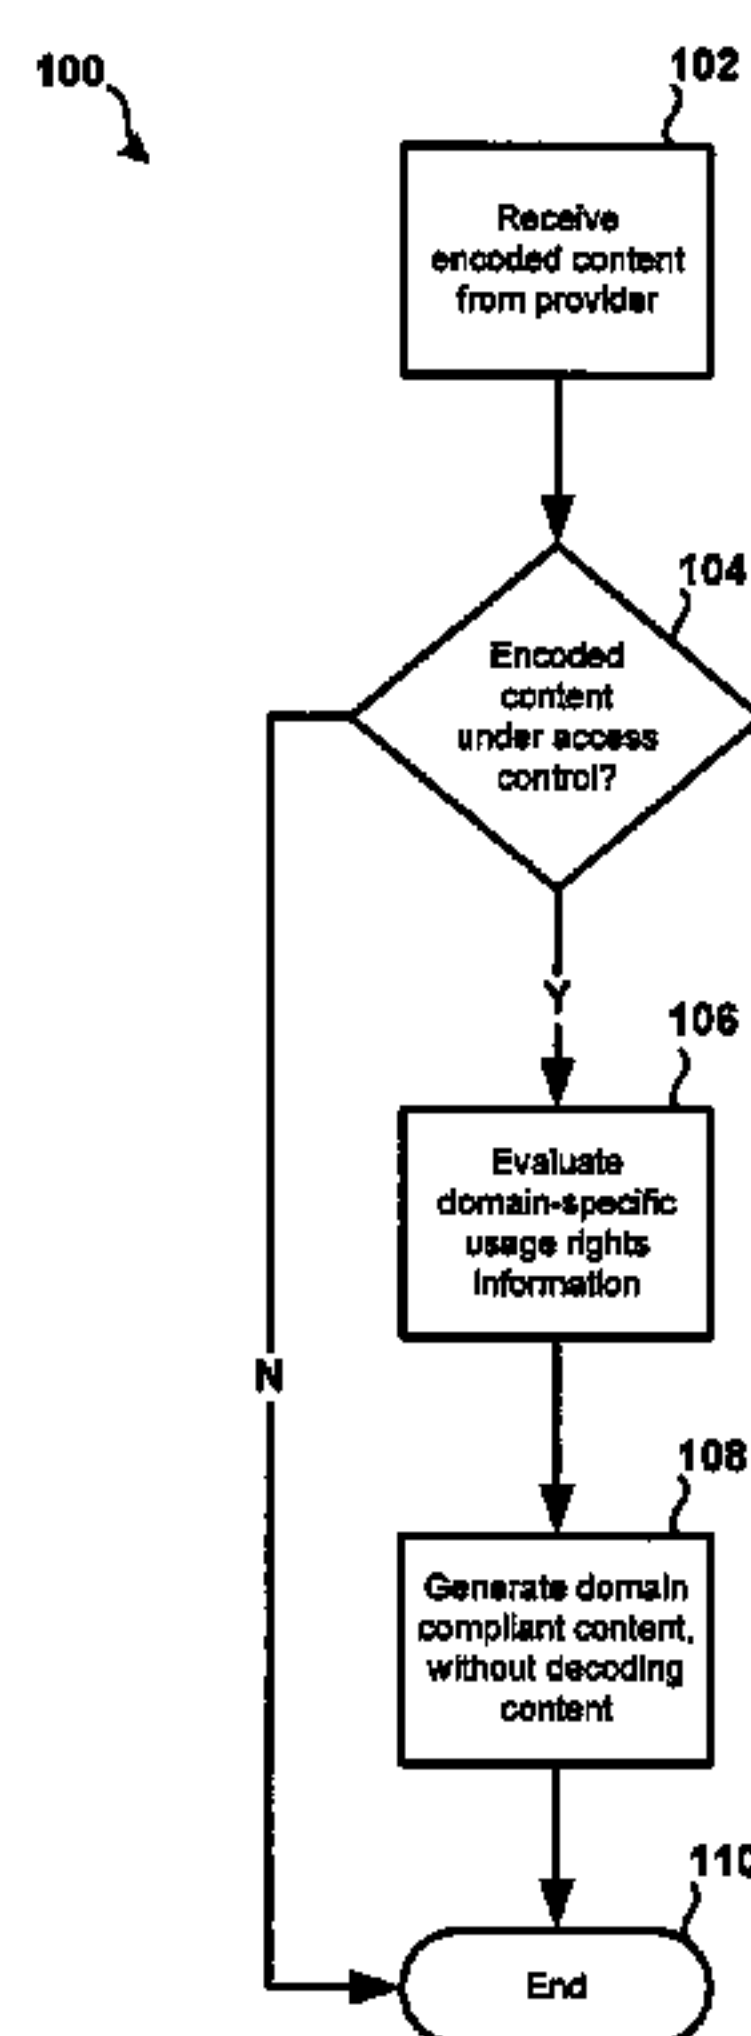 100
102
Receive
encoded content
from provider
104
Encoded
content
under access
control?
Y
106
Evaluate
domain-specific
usage rights
information
N
108
Generate domain
compliant content,
without decoding
content
110
End